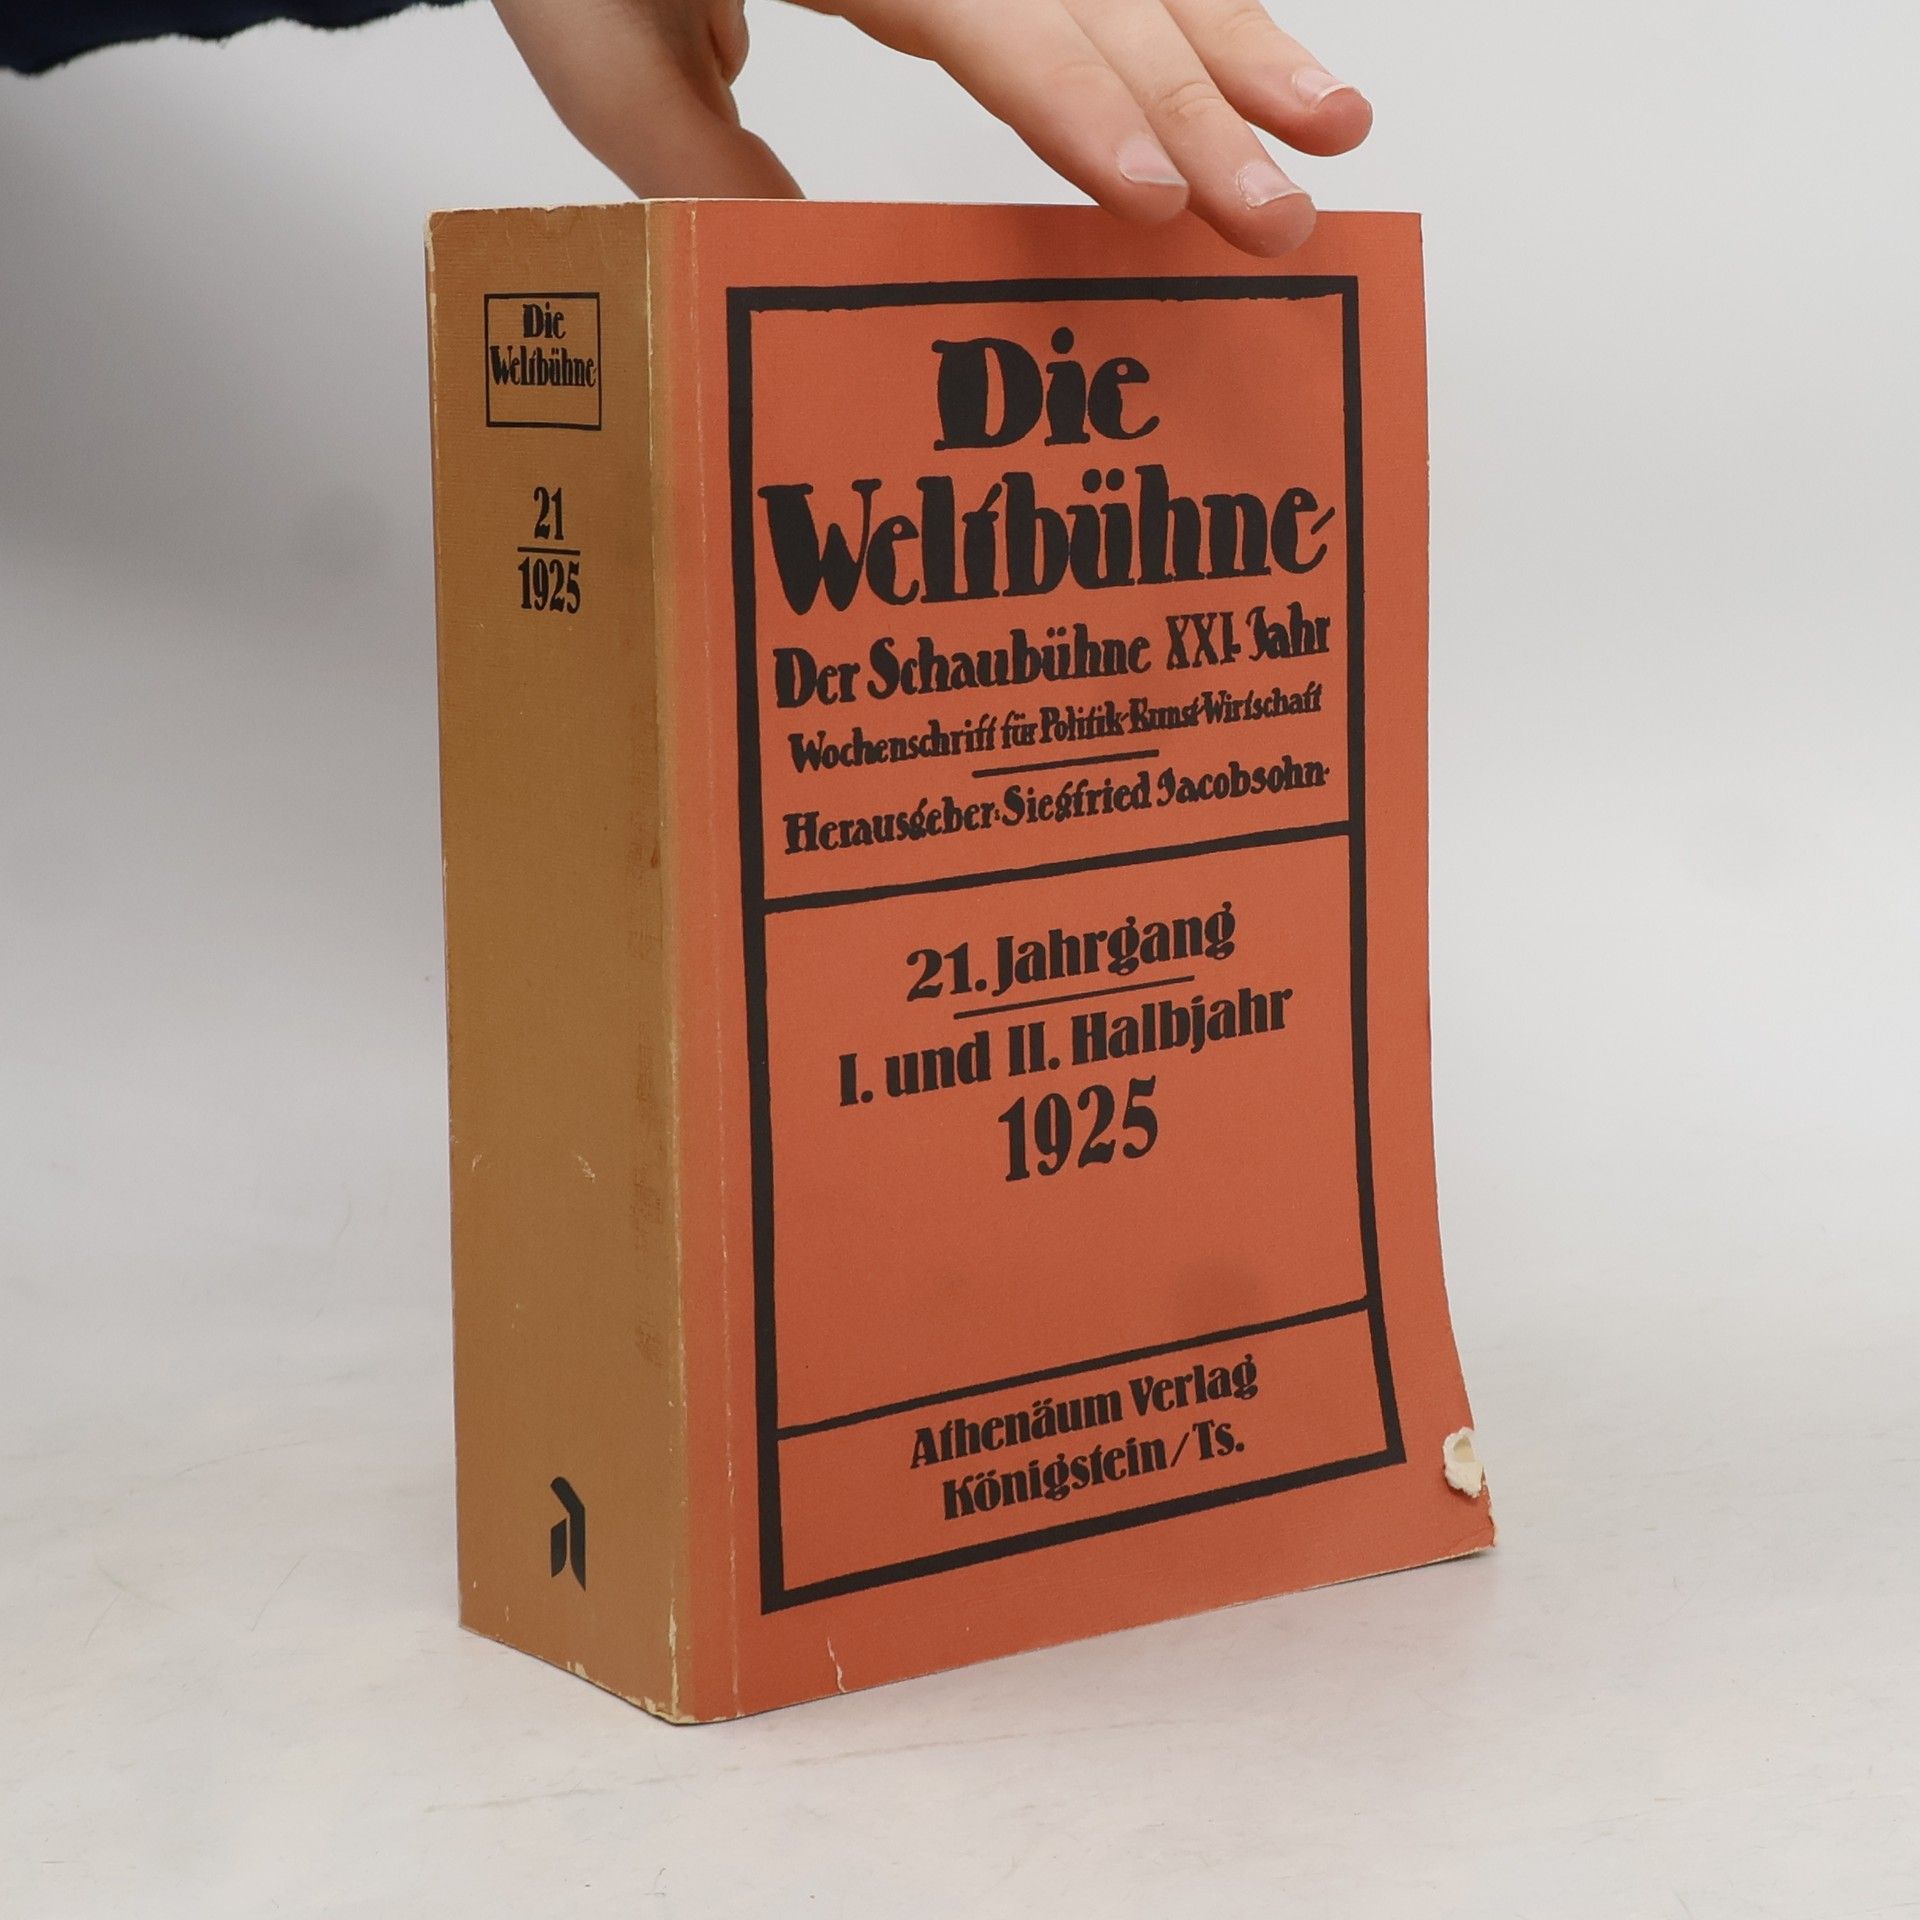 Die
Weltbühne
21
1925
Die
Weltbühne
Der Schaubühne XXI. Jahr
Wochenschrift für Politik-Kunst-Wirtschaft
Herausgeber: Siegfried Jacobsohn
21. Jahrgang
I. und II. Halbjahr
1925
Athenäum Verlag
Königstein/Ts.